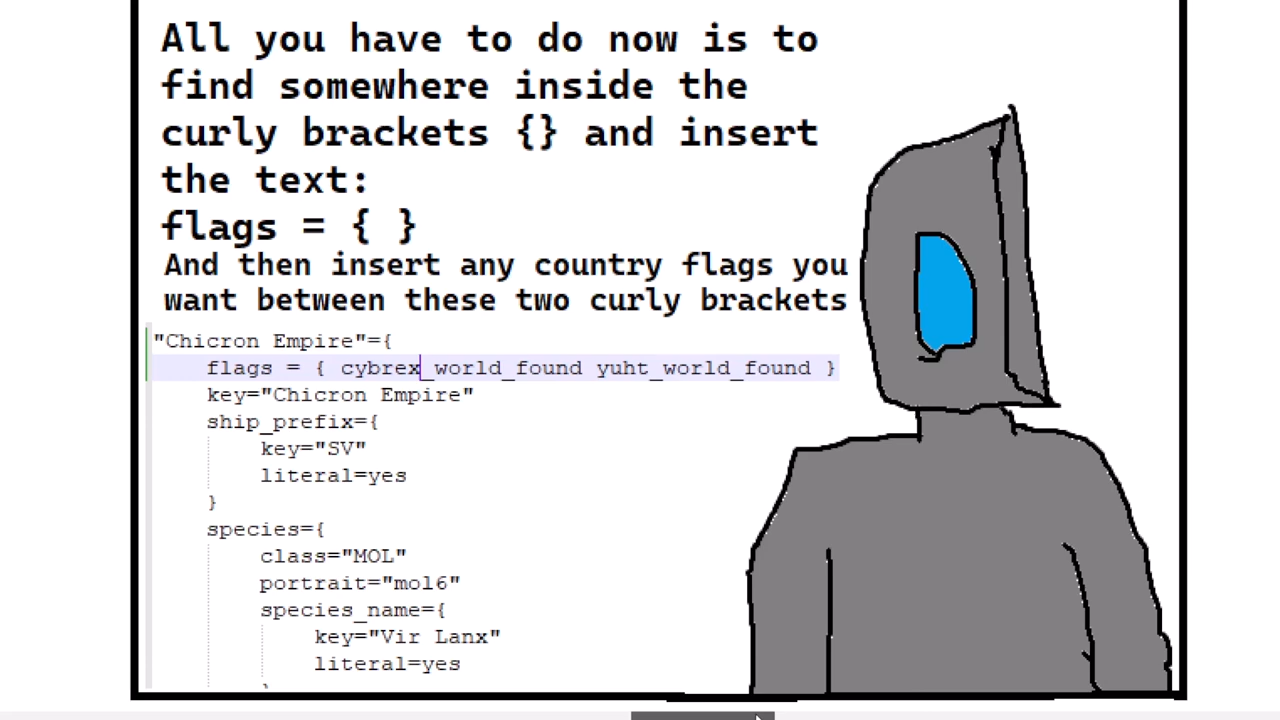 All you have to do now is to
find somewhere inside the
curly brackets {} and insert
the text:
flags = { }
And then insert any country flags you
want between these two curly brackets
"Chicron Empire"={
flags = { cybrex_world_found yuht_world_found }
key="Chicron Empire"
ship_prefix={
key="SV"
literal=yes
}
species={
class="MOL"
portrait="mol6"
species_name={
key="Vir Lanx"
literal=yes